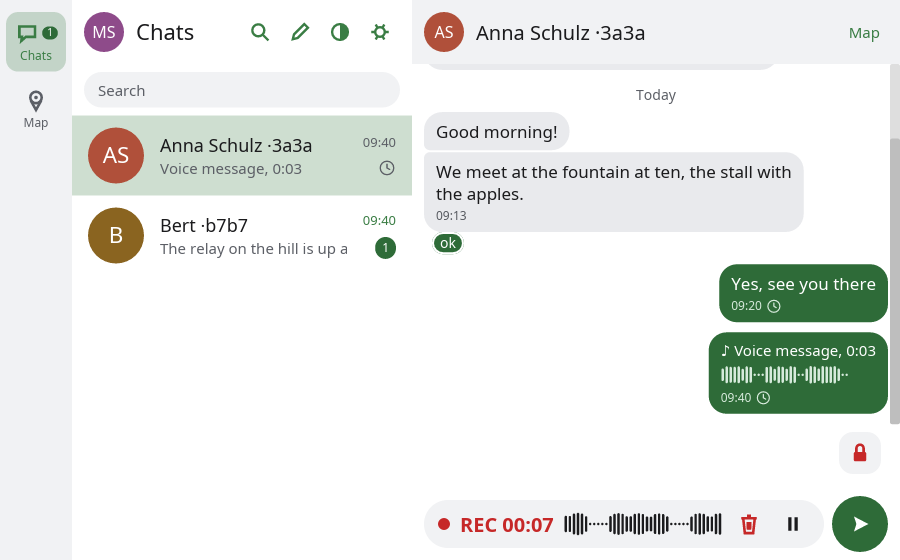 1
Chats
Map
MS
Chats
Search
AS
Anna Schulz ·3a3a
09:40
Voice message, 0:03
B
Bert ·b7b7
09:40
The relay on the hill is up a
1
AS
Anna Schulz ·3a3a
Map
Today
Good morning!
We meet at the fountain at ten, the stall with
the apples.
09:13
ok
Yes, see you there
09:20
♪ Voice message, 0:03
09:40
REC 00:07